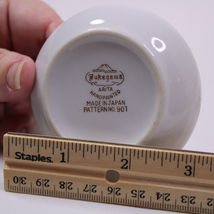 Fukagawa
ARITA
HANDPAINTED
MADE IN JAPAN
PATTERN NO. 901
Staples® 1 2 3
30 29 28 27 26 25 24 23 22